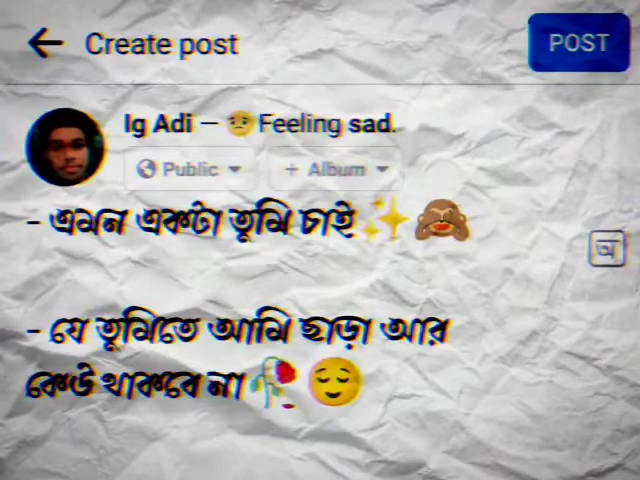 Create post
POST
Ig Adi — 😔 Feeling sad.
Public
+ Album
- এমন একটা তুমি চাই ✨🙈
অ
- যে তুমিতে আমি ছাড়া আর
কেউ থাকবে না 🥀😌